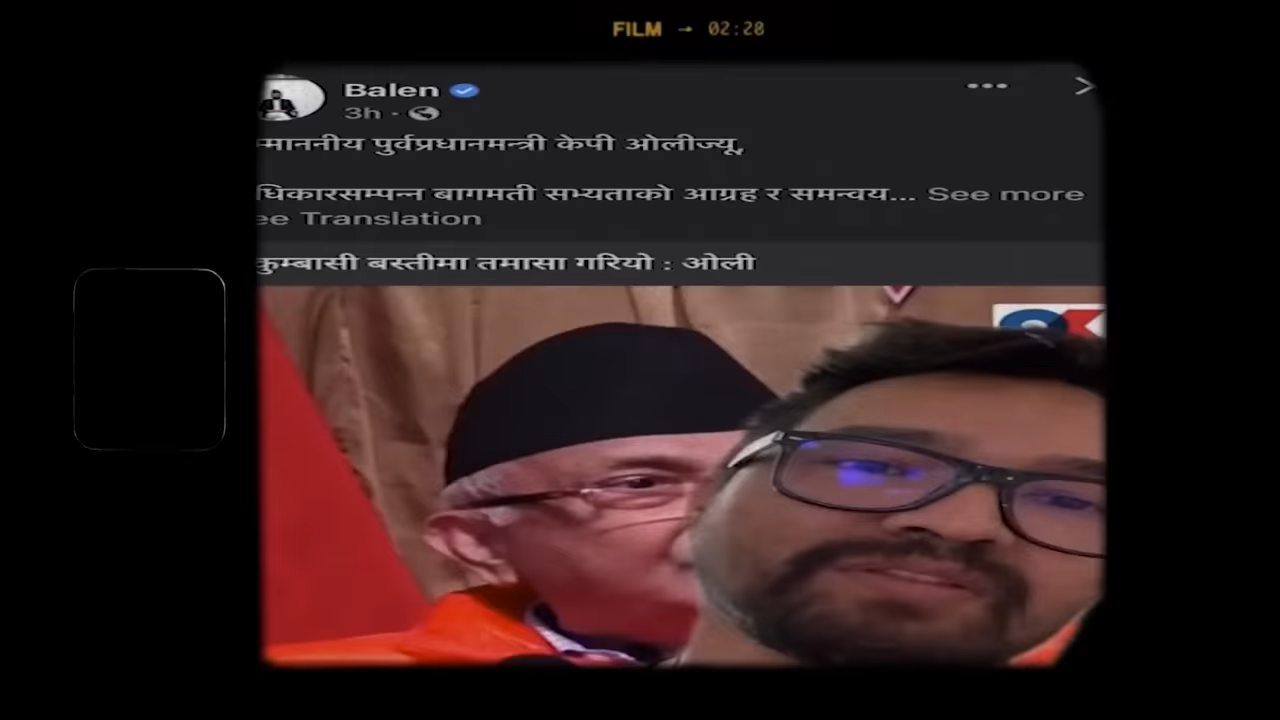 FILM → 02:28
Balen
3h ·
म्माननीय पुर्वप्रधानमन्त्री केपी ओलीज्यू,
धिकारसम्पन्न बागमती सभ्यताको आग्रह र समन्वय... See more
ee Translation
कुम्बासी बस्तीमा तमासा गरियो : ओली